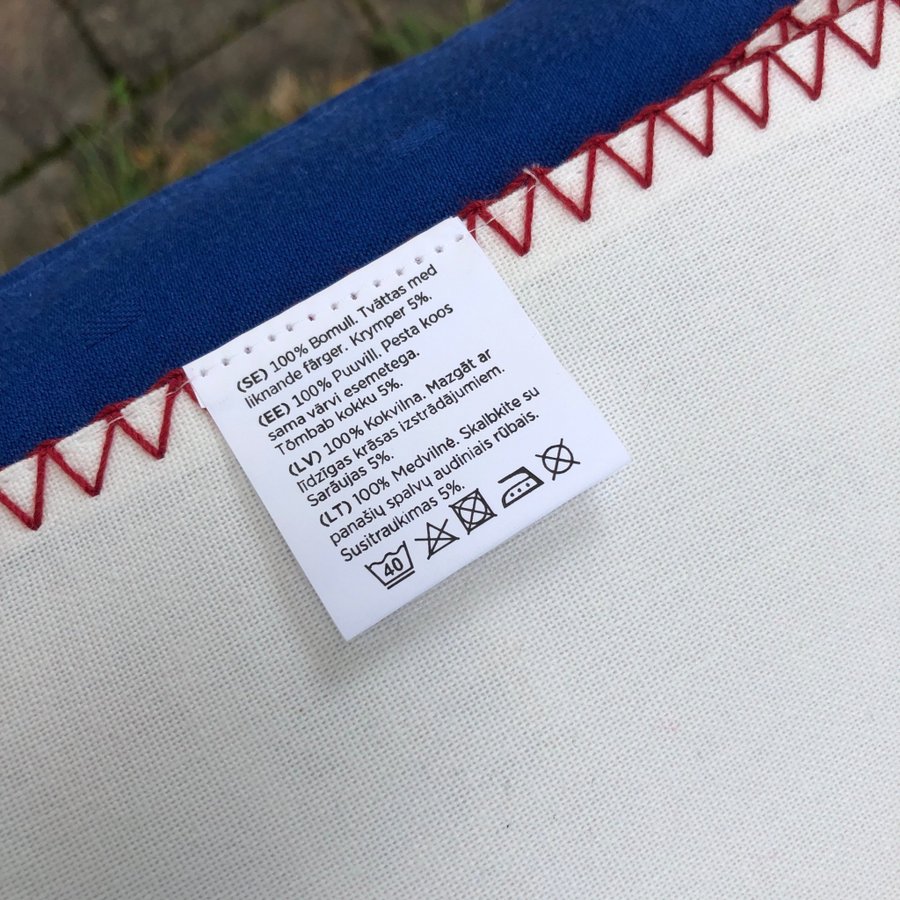 (SE) 100% Bomull. Tvättas med
liknande färger. Krymper 5%.
(EE) 100% Puuvill. Pesta koos
sama värvi esemetega.
Tõmbab kokku 5%.
(LV) 100% Kokvilna. Mazgāt ar
līdzīgas krāsas izstrādājumiem.
Saraujas 5%.
(LT) 100% Medvilnė. Skalbkite su
panašių spalvų audiniais rūbais.
Susitraukimas 5%.
40